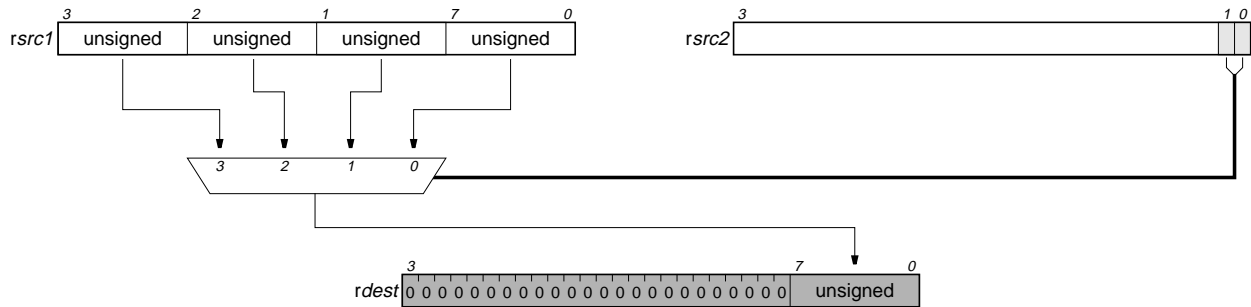 3 2 1 7 0
rsrc1 unsigned unsigned unsigned unsigned
3 1 0
rsrc2
3 2 1 0
3 7 0
rdest 0 0 0 0 0 0 0 0 0 0 0 0 0 0 0 0 0 0 0 0 0 0 0 0 unsigned